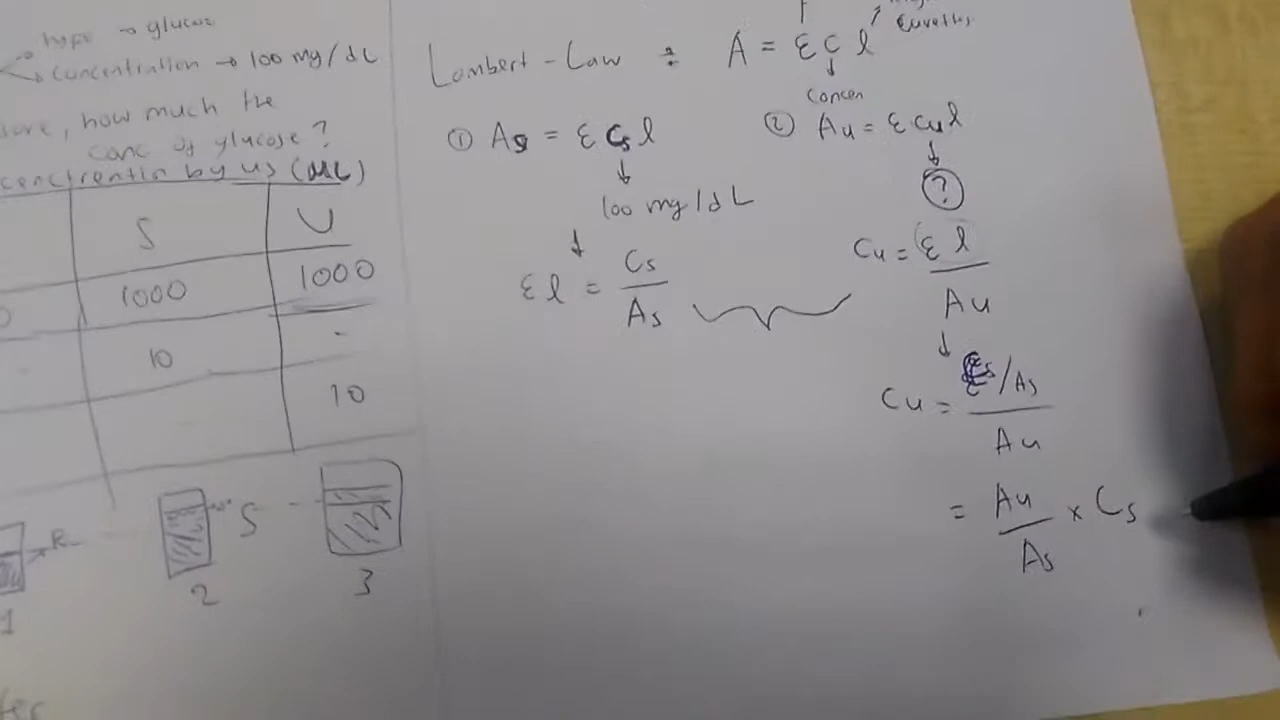 type → glucose
concentration → 100 mg/dL
how much the
conc of glucose?
by us (ML)
S U
1000 1000
10 -
10
R
S
1 2 3
Lambert-Law : A = ε c l
Concen
① As = ε Cs l
100 mg/dL
ε l = Cs / As
② Au = ε Cu l
?
Cu = ε l / Au
Cu = Cs/As / Au
= Au / As × Cs